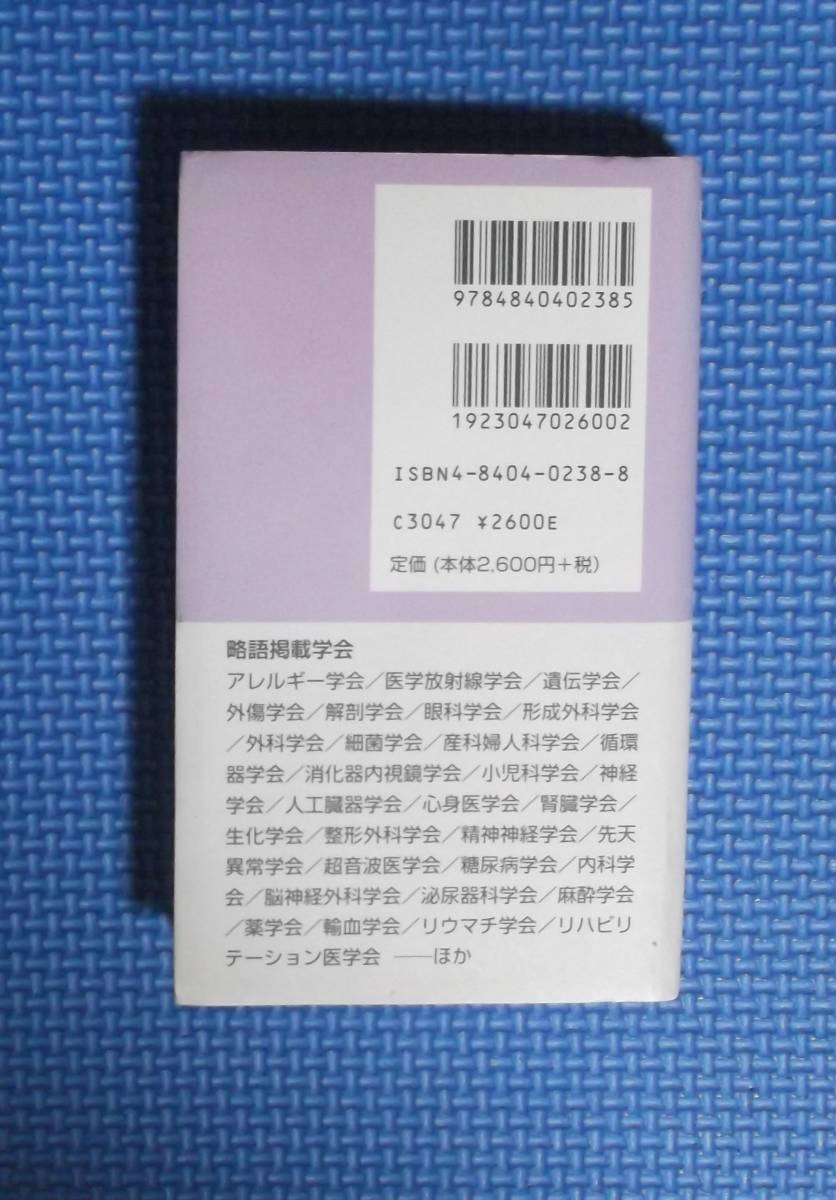 9784840402385
1923047026002
ISBN4-8404-0238-8
C3047 ¥2600E
定価 (本体2,600円+税)
略語掲載学会
アレルギー学会／医学放射線学会／遺伝学会／
外傷学会／解剖学会／眼科学会／形成外科学会
／外科学会／細菌学会／産科婦人科学会／循環
器学会／消化器内視鏡学会／小児科学会／神経
学会／人工臓器学会／心身医学会／腎臓学会／
生化学会／整形外科学会／精神神経学会／先天
異常学会／超音波医学会／糖尿病学会／内科学
会／脳神経外科学会／泌尿器科学会／麻酔学会
／薬学会／輸血学会／リウマチ学会／リハビリ
テーション医学会 ――ほか